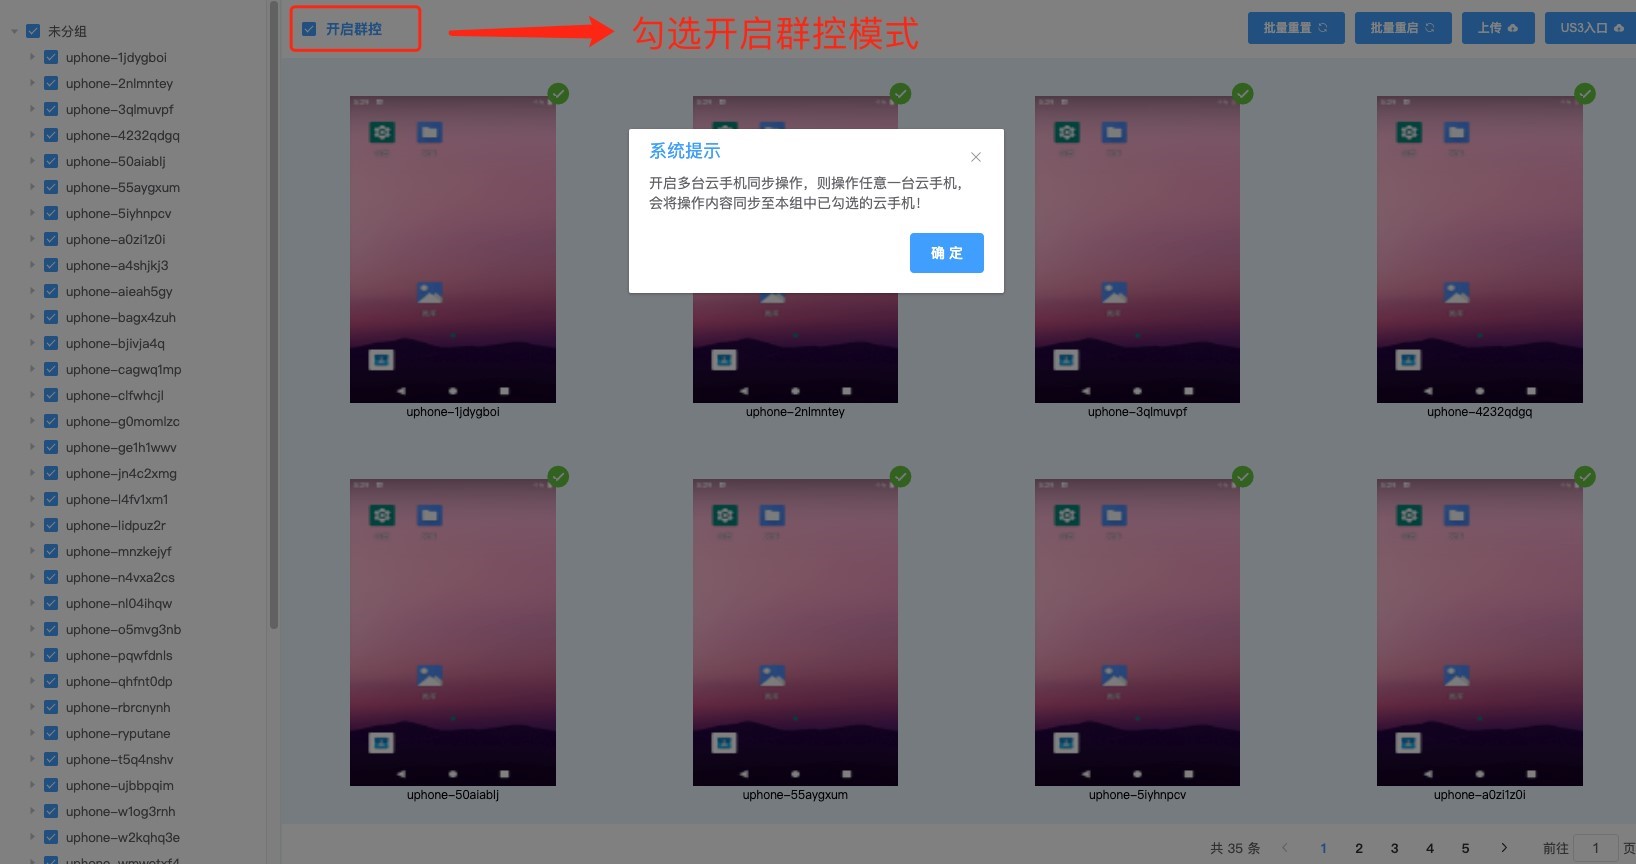 未分组
uphone-1jdygboi
uphone-2nlmntey
uphone-3qlmuvpf
uphone-4232qdgq
uphone-50aiablj
uphone-55aygxum
uphone-5iyhnpcv
uphone-a0zi1z0i
uphone-a4shjkj3
uphone-aieah5gy
uphone-bagx4zuh
uphone-bjivja4q
uphone-cagwq1mp
uphone-clfwhcjl
uphone-g0momlzc
uphone-ge1h1wwv
uphone-jn4c2xmg
uphone-l4fv1xm1
uphone-lidpuz2r
uphone-mnzkejyf
uphone-n4vxa2cs
uphone-nl04ihqw
uphone-o5mvg3nb
uphone-pqwfdnls
uphone-qhfnt0dp
uphone-rbrcnynh
uphone-ryputane
uphone-t5q4nshv
uphone-ujbbpqim
uphone-w1og3rnh
uphone-w2kqhq3e
开启群控
勾选开启群控模式
批量重置
批量重启
上传
US3入口
系统提示
开启多台云手机同步操作，则操作任意一台云手机，
会将操作内容同步至本组中已勾选的云手机！
确 定
uphone-1jdygboi
uphone-2nlmntey
uphone-3qlmuvpf
uphone-4232qdgq
uphone-50aiablj
uphone-55aygxum
uphone-5iyhnpcv
uphone-a0zi1z0i
共 35 条
1 2 3 4 5
前往 1 页